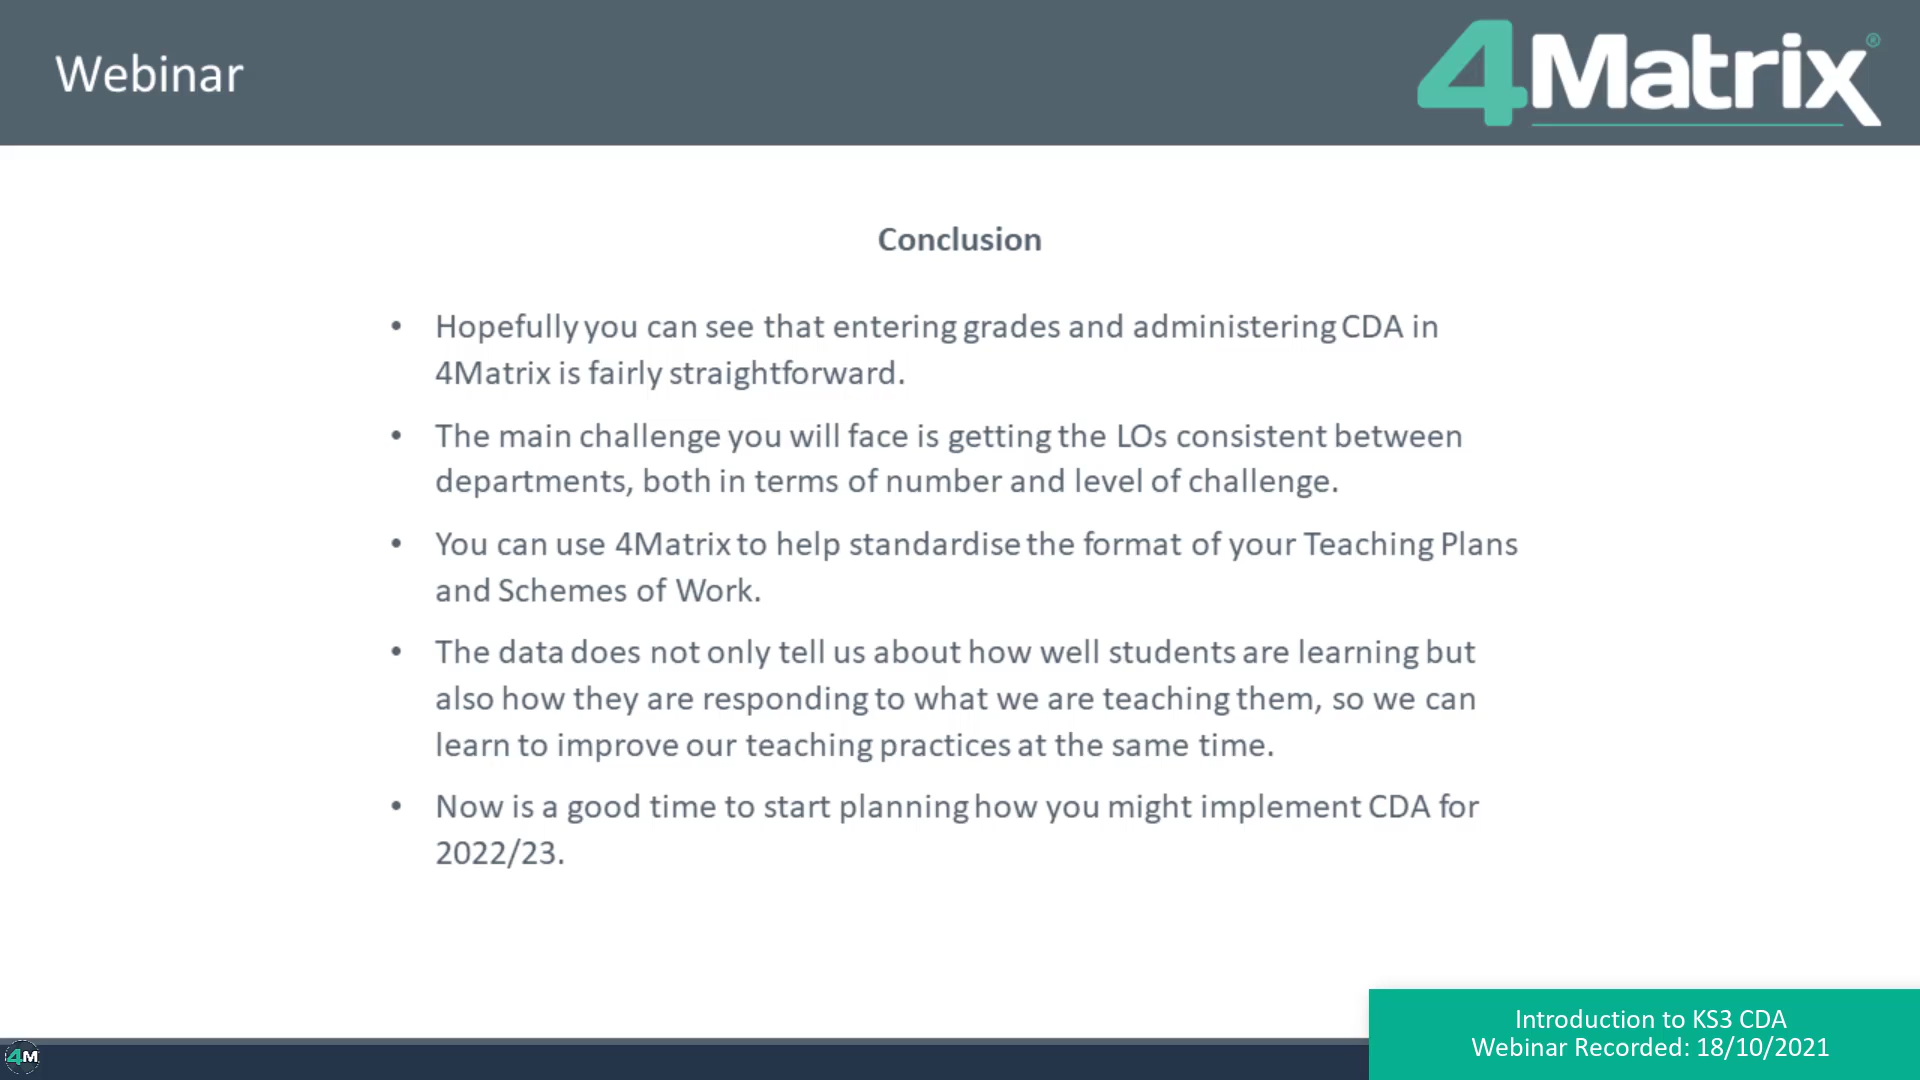 Webinar
4Matrix®
Conclusion
• Hopefully you can see that entering grades and administering CDA in
4Matrix is fairly straightforward.
• The main challenge you will face is getting the LOs consistent between
departments, both in terms of number and level of challenge.
• You can use 4Matrix to help standardise the format of your Teaching Plans
and Schemes of Work.
• The data does not only tell us about how well students are learning but
also how they are responding to what we are teaching them, so we can
learn to improve our teaching practices at the same time.
• Now is a good time to start planning how you might implement CDA for
2022/23.
Introduction to KS3 CDA
Webinar Recorded: 18/10/2021
4M